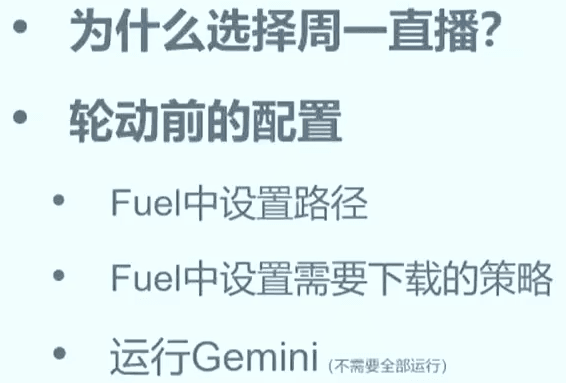 • 为什么选择周一直播？
• 轮动前的配置
• Fuel中设置路径
• Fuel中设置需要下载的策略
• 运行Gemini (不需要全部运行)